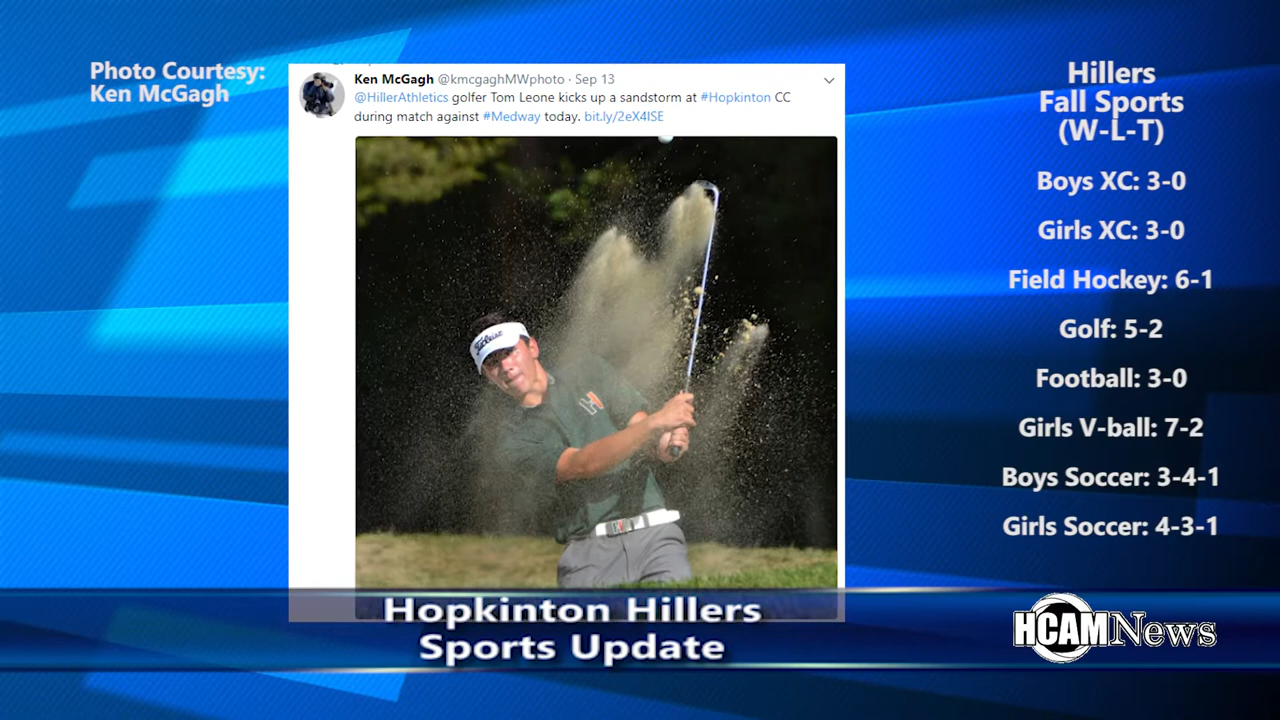 Photo Courtesy:
Ken McGagh
Ken McGagh @kmcgaghMWphoto · Sep 13
@HillerAthletics golfer Tom Leone kicks up a sandstorm at #Hopkinton CC
during match against #Medway today. bit.ly/2eX4ISE
Titleist
Hillers
Fall Sports
(W-L-T)
Boys XC: 3-0
Girls XC: 3-0
Field Hockey: 6-1
Golf: 5-2
Football: 3-0
Girls V-ball: 7-2
Boys Soccer: 3-4-1
Girls Soccer: 4-3-1
Hopkinton Hillers
Sports Update
HCAM News